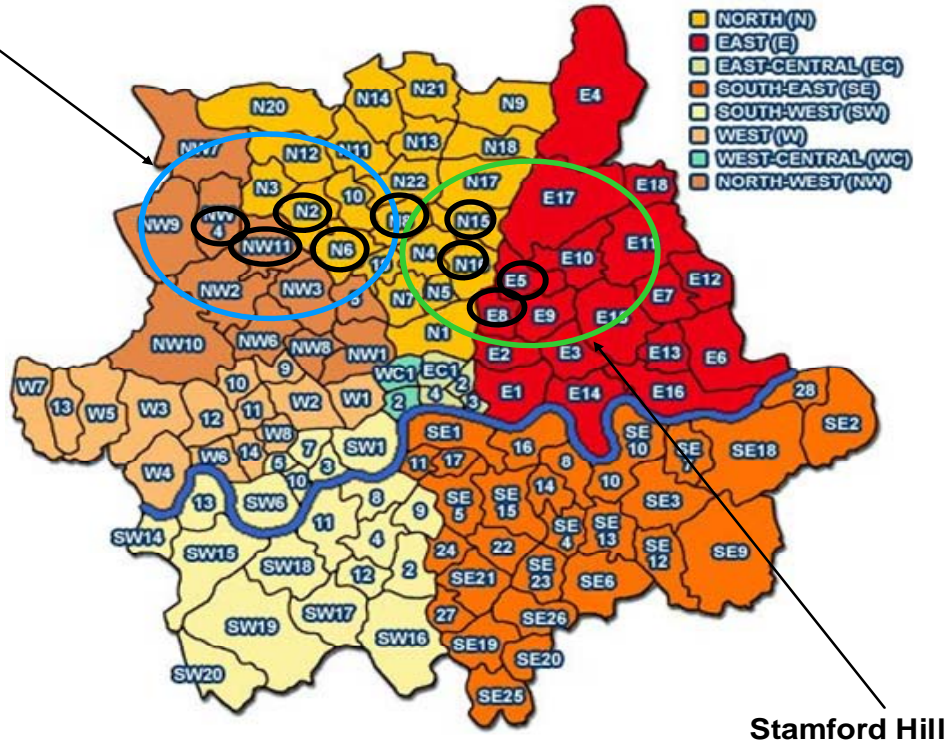 NORTH (N)
EAST (E)
EAST-CENTRAL (EC)
SOUTH-EAST (SE)
SOUTH-WEST (SW)
WEST (W)
WEST-CENTRAL (WC)
NORTH-WEST (NW)
N21
N14
N20
N9
E4
NW7
N12
N11
N13
N18
N3
10
N22
N17
E17
E18
NW9
NW
4
N2
N8
N15
E11
NW11
N6
N4
N16
E10
E5
E12
NW2
NW3
N7
N5
E7
E8
E9
E15
NW10
NW6
NW8
NW1
N1
E2
E3
E13
E6
W7
13
W5
W3
10
9
WC1
EC1
2
12
11
W2
W1
2
4
E1
E14
E16
28
SE2
W4
W6
14
W8
5
7
3
10
SW1
SE1
16
SE
10
SE
7
SE18
11
17
8
13
SW6
8
9
SE
5
SE
15
14
10
SE3
SW14
SW15
11
4
SE
4
SE
13
SE
12
SE9
SW18
12
2
24
22
SE21
SE
23
SE6
SW19
SW17
SW16
27
SE26
SE19
SE20
SW20
SE25
Stamford Hill